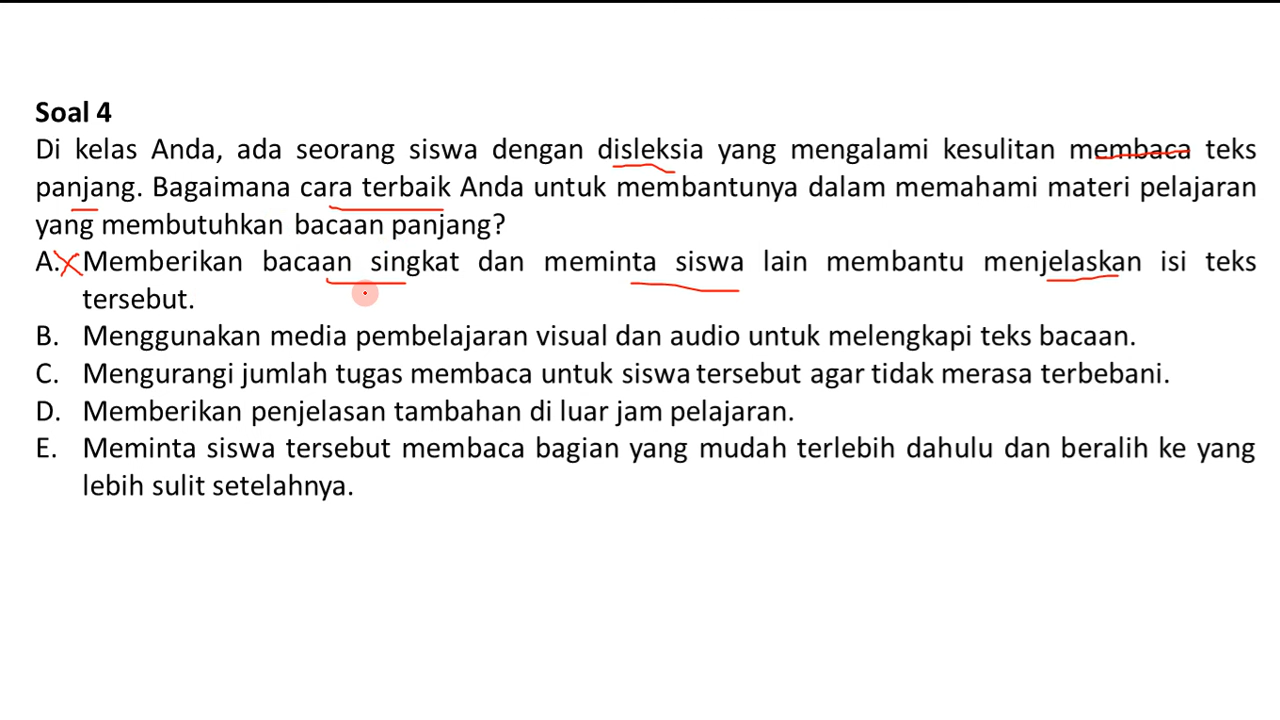 Soal 4
Di kelas Anda, ada seorang siswa dengan disleksia yang mengalami kesulitan membaca teks
panjang. Bagaimana cara terbaik Anda untuk membantunya dalam memahami materi pelajaran
yang membutuhkan bacaan panjang?
A. Memberikan bacaan singkat dan meminta siswa lain membantu menjelaskan isi teks
tersebut.
B. Menggunakan media pembelajaran visual dan audio untuk melengkapi teks bacaan.
C. Mengurangi jumlah tugas membaca untuk siswa tersebut agar tidak merasa terbebani.
D. Memberikan penjelasan tambahan di luar jam pelajaran.
E. Meminta siswa tersebut membaca bagian yang mudah terlebih dahulu dan beralih ke yang
lebih sulit setelahnya.